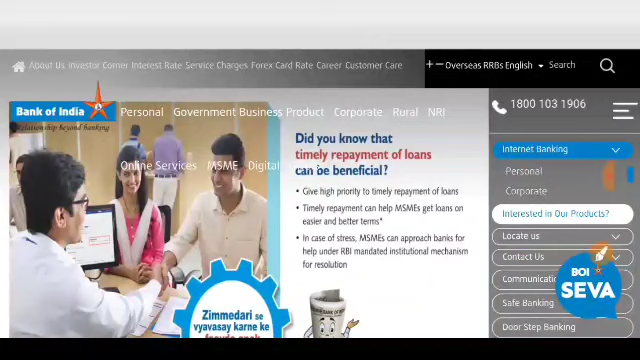 About Us Investor Corner Interest Rate Service Charges Forex Card Rate Career Customer Care
+ − Overseas RRBs English Search
Bank of India
Relationship beyond banking
Personal Government Business Product Corporate Rural NRI
1800 103 1906
Online Services MSME Digital
Did you know that
timely repayment of loans
can be beneficial?
• Give high priority to timely repayment of loans
• Timely repayment can help MSMEs get loans on
easier and better terms*
• In case of stress, MSMEs can approach banks for
help under RBI mandated institutional mechanism
for resolution
Zimmedari se
vyavasay karne ke
Internet Banking
Personal
Corporate
Interested in Our Products?
Locate us
Contact Us
Safe Banking
Door Step Banking
BOI
SEVA